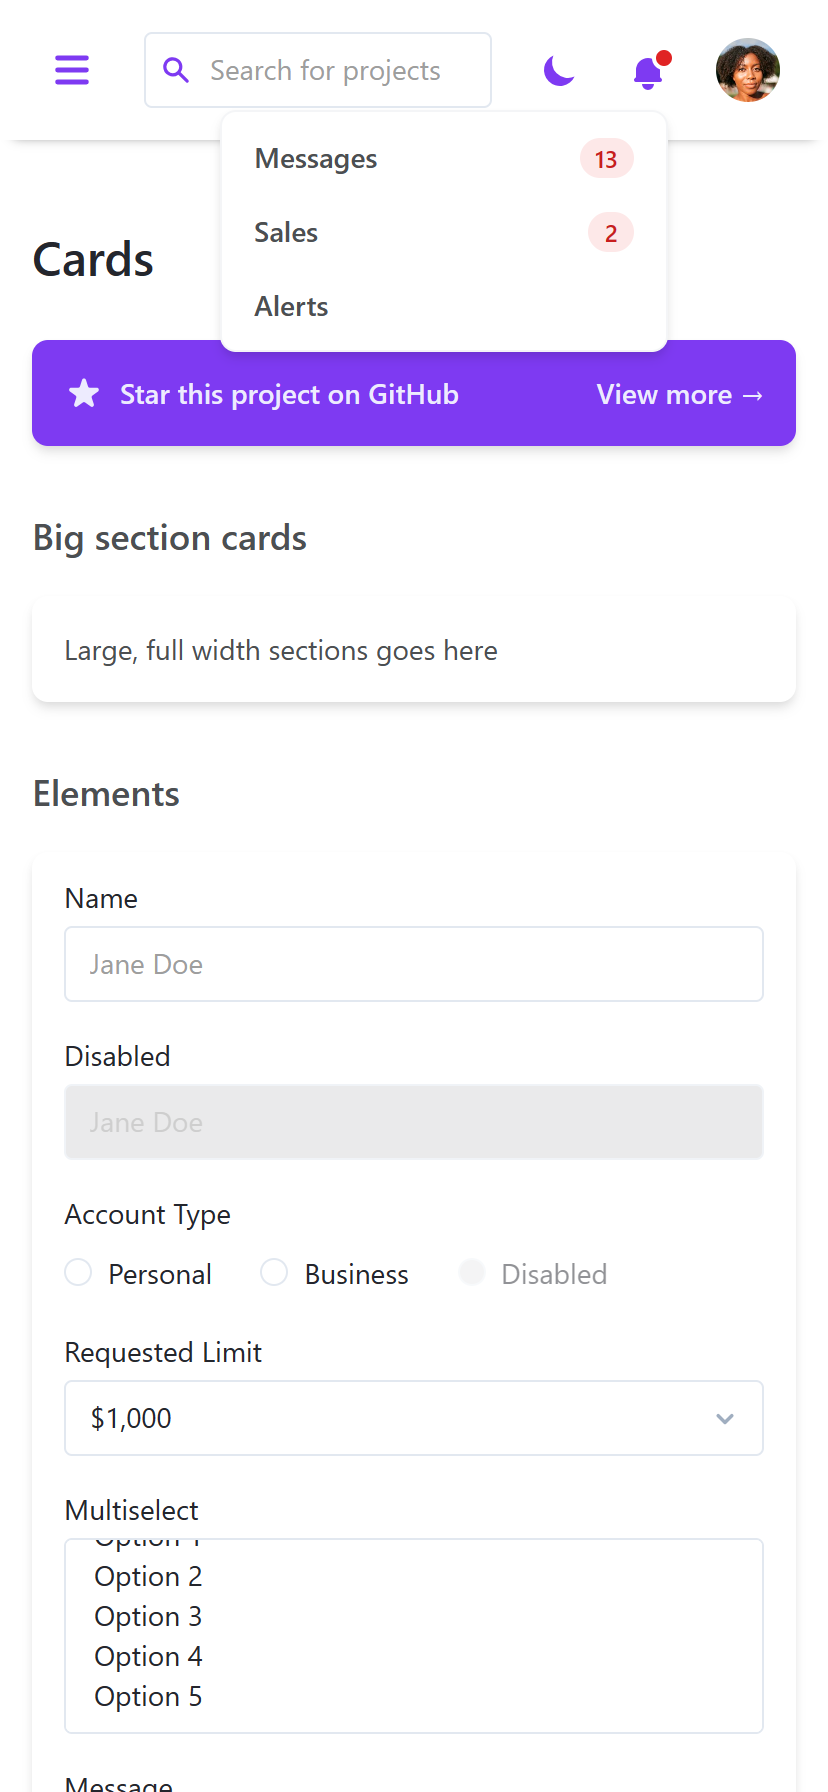 Search for projects
Messages 13
Sales 2
Alerts
Cards
Star this project on GitHub View more →
Big section cards
Large, full width sections goes here
Elements
Name
Jane Doe
Disabled
Jane Doe
Account Type
Personal Business Disabled
Requested Limit
$1,000
Multiselect
Option 1
Option 2
Option 3
Option 4
Option 5
Message